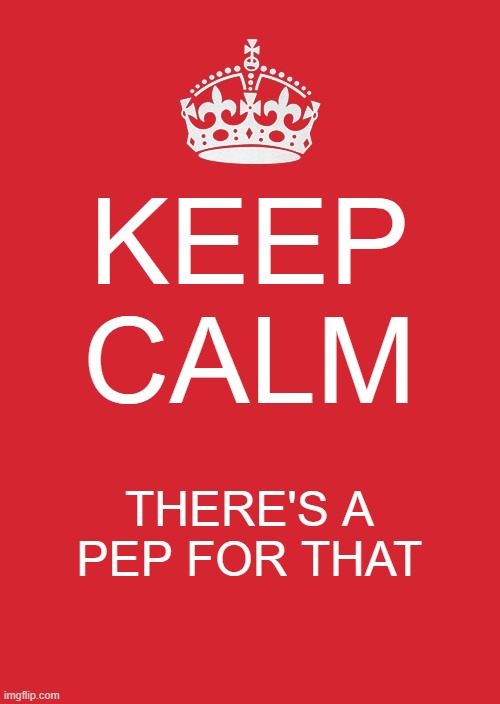 KEEP
CALM
THERE'S A
PEP FOR THAT
imgflip.com